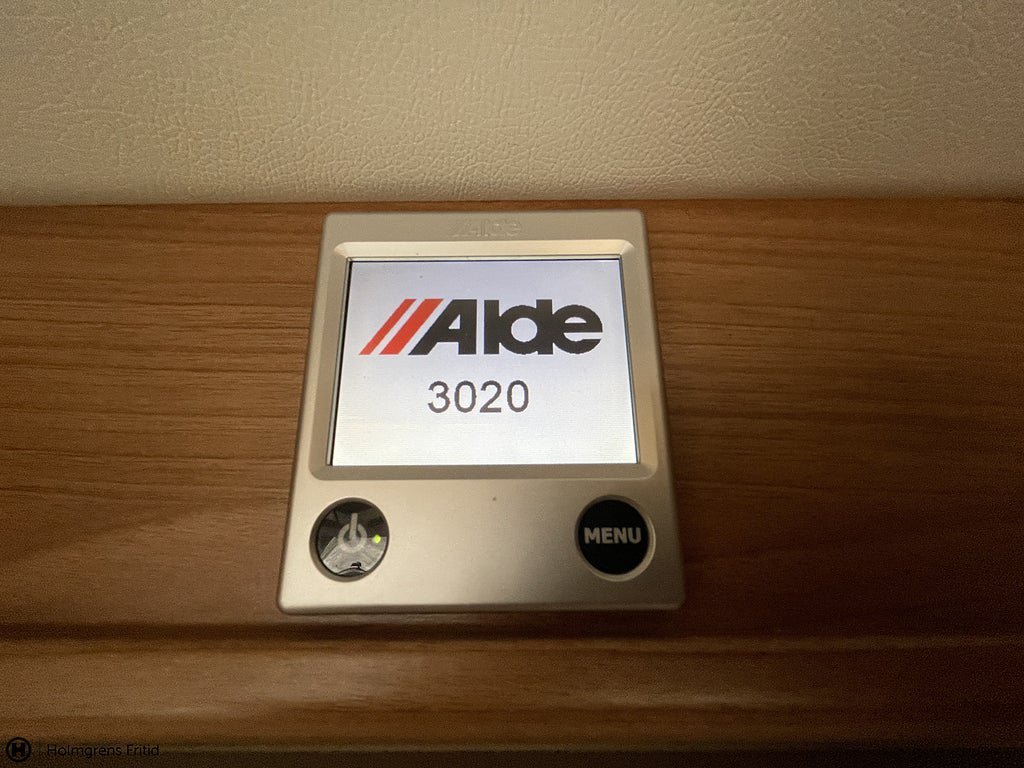 Alde
Alde
3020
MENU
H Holmgrens Fritid